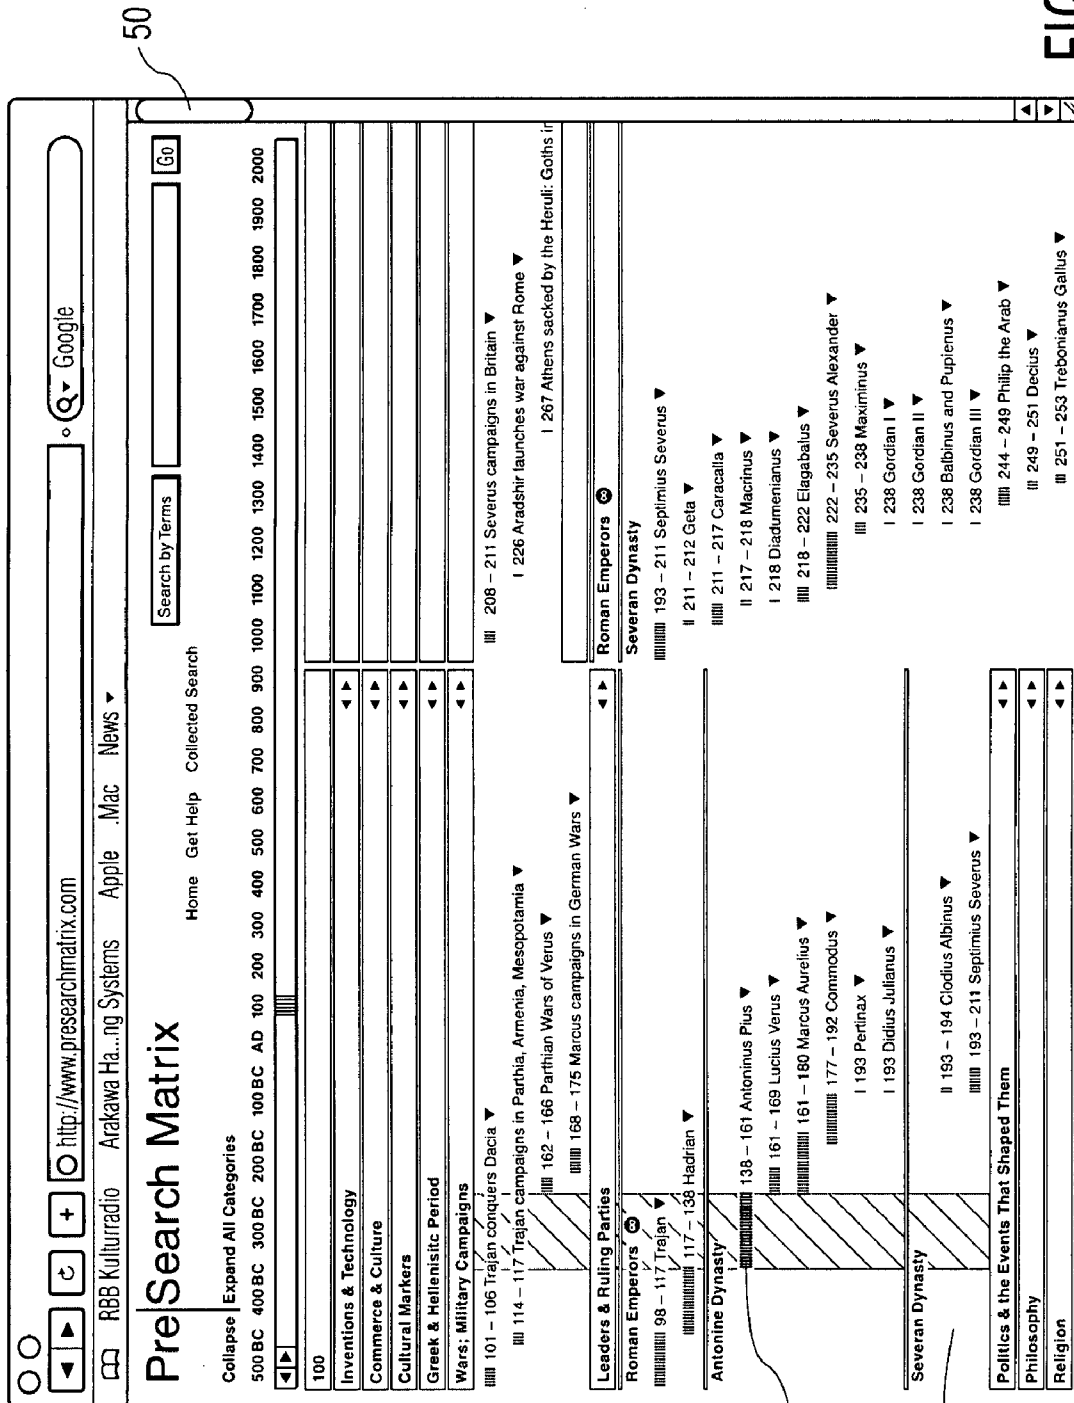 http://www.presearchmatrix.com
Google
RBB Kulturradio Arakawa Ha...ng Systems Apple .Mac News
Pre|Search Matrix
Home Get Help Collected Search
Search by Terms
Go
50
Collapse Expand All Categories
500 BC 400 BC 300 BC 200 BC 100 BC AD 100 200 300 400 500 600 700 800 900 1000 1100 1200 1300 1400 1500 1600 1700 1800 1900 2000
100
Inventions & Technology
Commerce & Culture
Cultural Markers
Greek & Hellenisitc Period
Wars; Military Campaigns
101 – 106 Trajan conquers Dacia
114 – 117 Trajan campaigns in Parthia, Armenia, Mesopotamia
162 – 166 Parthian Wars of Verus
168 – 175 Marcus campaigns in German Wars
208 – 211 Severus campaigns in Britain
226 Aradshir launches war against Rome
267 Athens sacked by the Heruli: Goths in
Leaders & Ruling Parties
Roman Emperors
98 – 117 Trajan
117 – 138 Hadrian
Antonine Dynasty
138 – 161 Antoninus Pius
161 – 169 Lucius Verus
161 – 180 Marcus Aurelius
177 – 192 Commodus
193 Pertinax
193 Didius Julianus
Severan Dynasty
193 – 194 Clodius Albinus
193 – 211 Septimius Severus
Roman Emperors
Severan Dynasty
193 – 211 Septimius Severus
211 – 212 Geta
211 – 217 Caracalla
217 – 218 Macrinus
218 Diadumenianus
218 – 222 Elagabalus
222 – 235 Severus Alexander
235 – 238 Maximinus
238 Gordian I
238 Gordian II
238 Balbinus and Pupienus
238 Gordian III
244 – 249 Philip the Arab
249 – 251 Decius
251 – 253 Trebonianus Gallus
Politics & the Events That Shaped Them
Philosophy
Religion